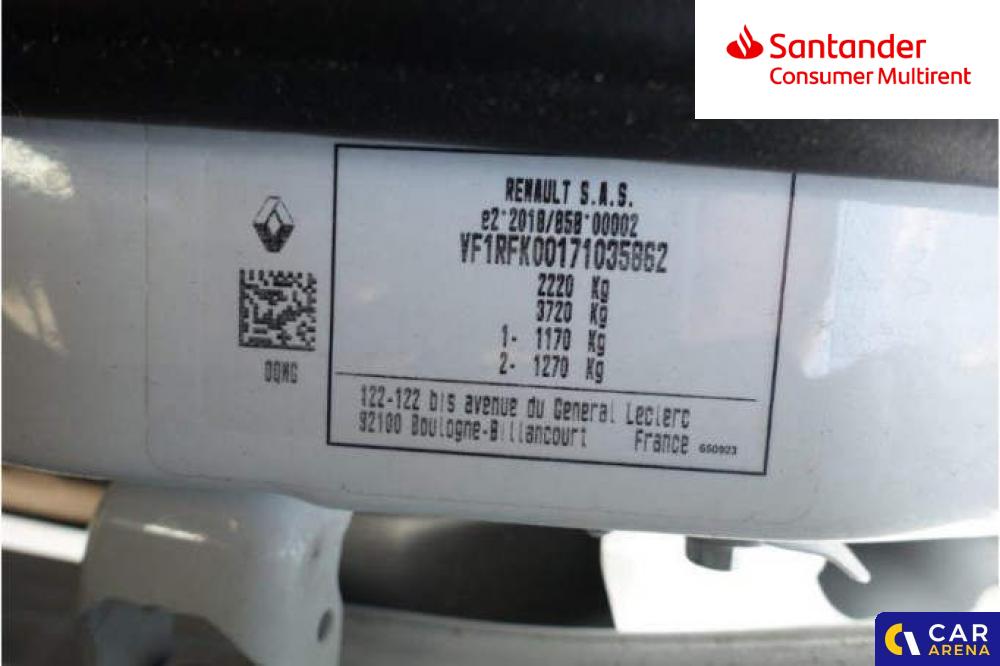 Santander
Consumer Multirent
RENAULT S.A.S.
e2*2018/858*00002
VF1RFK00171035862
2220 Kg
3720 Kg
1- 1170 Kg
2- 1270 Kg
122-122 bis avenue du General Leclerc
92100 Boulogne-Billancourt France 650923
CAR
ARENA